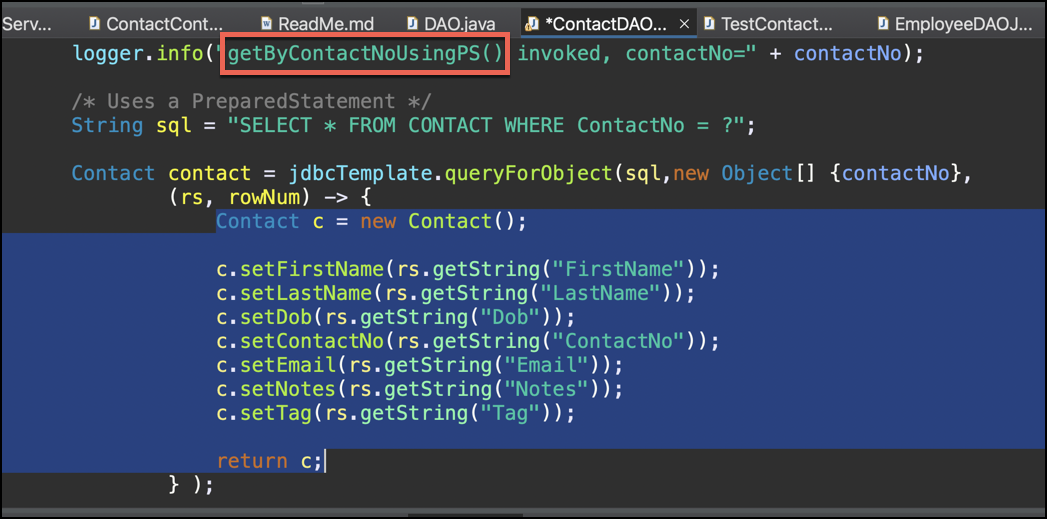 Serv... ContactCont... ReadMe.md DAO.java *ContactDAO... × TestContact... EmployeeDAOJ...
logger.info("getByContactNoUsingPS() invoked, contactNo=" + contactNo);
/* Uses a PreparedStatement */
String sql = "SELECT * FROM CONTACT WHERE ContactNo = ?";
Contact contact = jdbcTemplate.queryForObject(sql,new Object[] {contactNo},
(rs, rowNum) -> {
Contact c = new Contact();
c.setFirstName(rs.getString("FirstName"));
c.setLastName(rs.getString("LastName"));
c.setDob(rs.getString("Dob"));
c.setContactNo(rs.getString("ContactNo"));
c.setEmail(rs.getString("Email"));
c.setNotes(rs.getString("Notes"));
c.setTag(rs.getString("Tag"));
return c;
} );